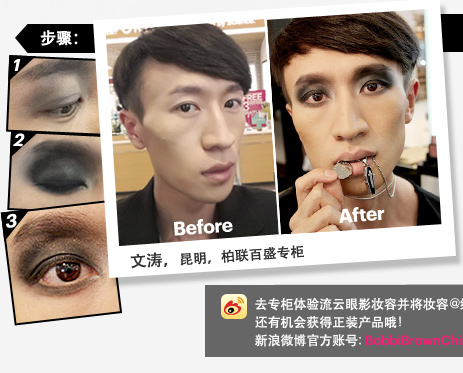 步骤:
1
2
3
FREE
Before
After
文涛，昆明，柏联百盛专柜
去专柜体验流云眼影妆容并将妆容@
还有机会获得正装产品哦！
新浪微博官方账号: BobbiBrownChi